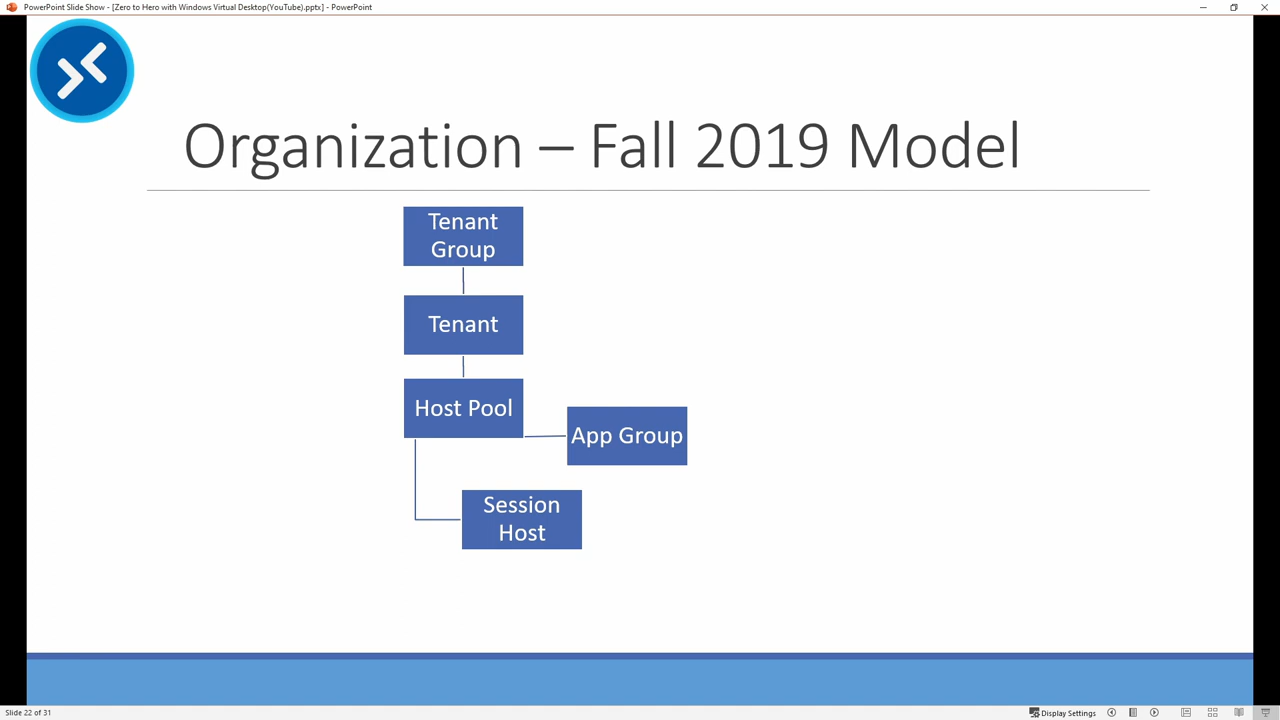 PowerPoint Slide Show - [Zero to Hero with Windows Virtual Desktop(YouTube).pptx] - PowerPoint
Organization – Fall 2019 Model
Tenant
Group
Tenant
Host Pool
App Group
Session
Host
Slide 22 of 31
Display Settings